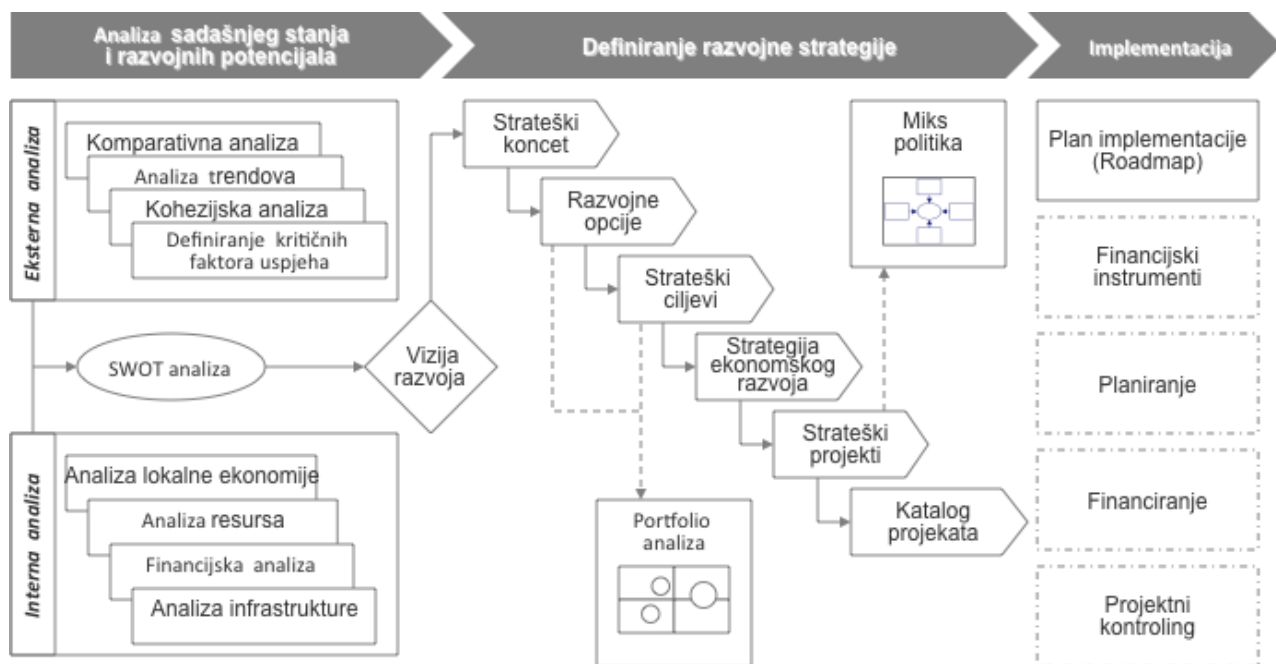 Analiza sadašnjeg stanja
i razvojnih potencijala
Definiranje razvojne strategije
Implementacija
Eksterna analiza
Komparativna analiza
Analiza trendova
Kohezijska analiza
Definiranje kritičnih
faktora uspjeha
SWOT analiza
Vizija
razvoja
Interna analiza
Analiza lokalne ekonomije
Analiza resursa
Financijska analiza
Analiza infrastrukture
Strateški
koncet
Razvojne
opcije
Strateški
ciljevi
Strategija
ekonomskog
razvoja
Strateški
projekti
Katalog
projekata
Miks
politika
Portfolio
analiza
Plan implementacije
(Roadmap)
Financijski
instrumenti
Planiranje
Financiranje
Projektni
kontroling